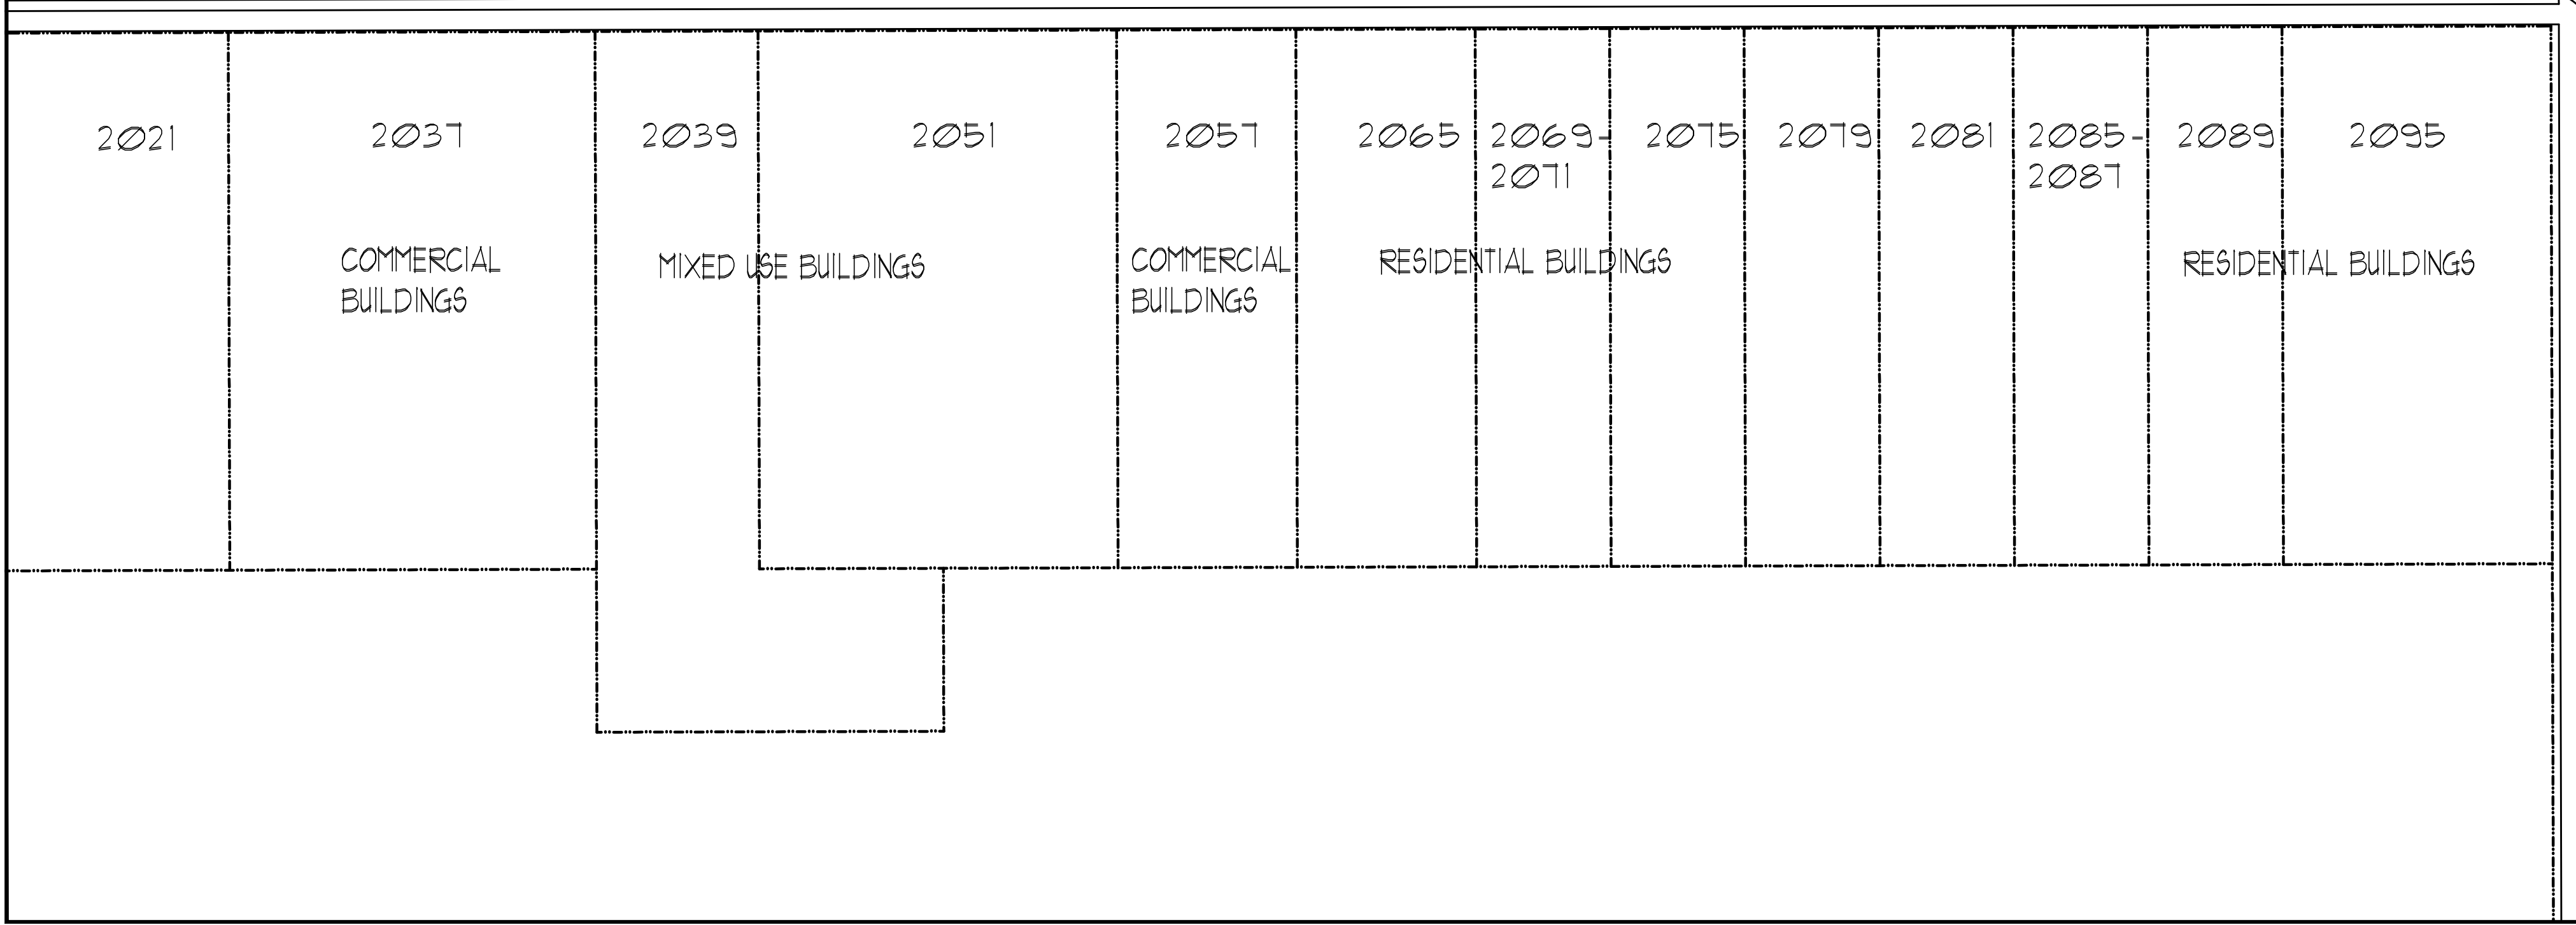 2021
2037
2039
2051
2057
2065
2069-
2071
2075
2079
2081
2085-
2087
2089
2095
COMMERCIAL
BUILDINGS
MIXED USE BUILDINGS
COMMERCIAL
BUILDINGS
RESIDENTIAL BUILDINGS
RESIDENTIAL BUILDINGS